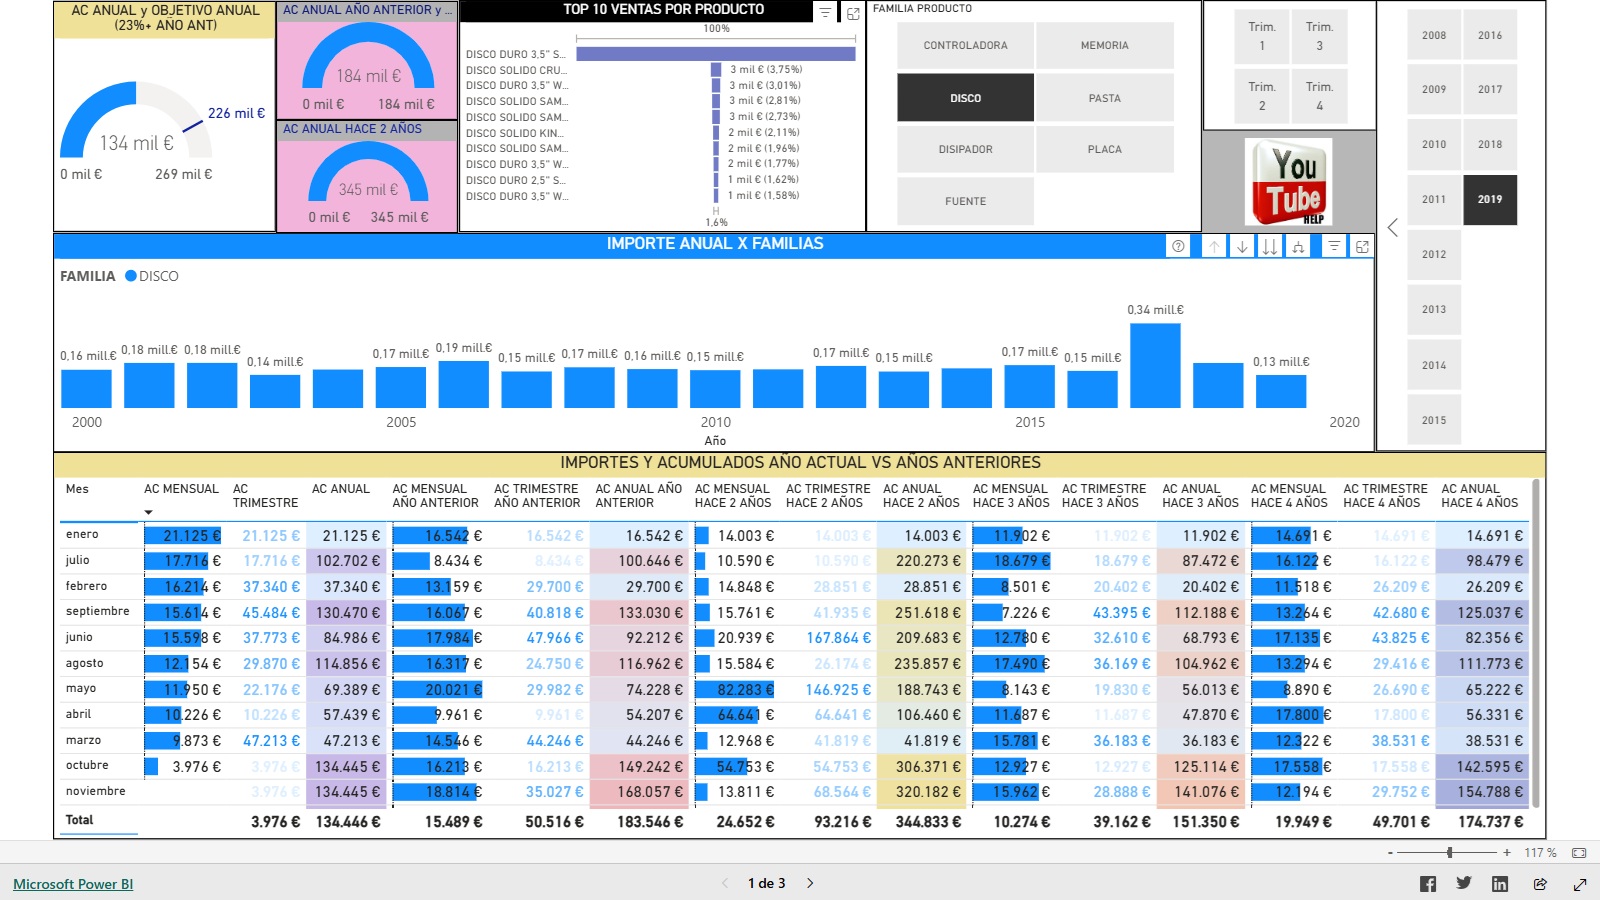 AC ANUAL y OBJETIVO ANUAL
(23%+ AÑO ANT)
134 mil €
226 mil €
0 mil €
269 mil €
AC ANUAL AÑO ANTERIOR y ...
184 mil €
0 mil €
184 mil €
AC ANUAL HACE 2 AÑOS
345 mil €
0 mil €
345 mil €
TOP 10 VENTAS POR PRODUCTO
100%
DISCO DURO 3,5" S...
DISCO SOLIDO CRU... 3 mil € (3,75%)
DISCO DURO 3,5" W... 3 mil € (3,01%)
DISCO SOLIDO SAM... 3 mil € (2,81%)
DISCO SOLIDO SAM... 3 mil € (2,73%)
DISCO SOLIDO KIN... 2 mil € (2,11%)
DISCO SOLIDO SAM... 2 mil € (1,96%)
DISCO DURO 3,5" W... 2 mil € (1,77%)
DISCO DURO 2,5" S... 1 mil € (1,62%)
DISCO DURO 3,5" W... 1 mil € (1,58%)
1,6%
FAMILIA PRODUCTO
CONTROLADORA
MEMORIA
DISCO
PASTA
DISIPADOR
PLACA
FUENTE
Trim. 1
Trim. 3
Trim. 2
Trim. 4
You
Tube
HELP
2008 2016
2009 2017
2010 2018
2011 2019
2012
2013
2014
2015
IMPORTE ANUAL X FAMILIAS
FAMILIA DISCO
0,16 mill.€ 0,18 mill.€ 0,18 mill.€ 0,14 mill.€ 0,17 mill.€ 0,19 mill.€ 0,15 mill.€ 0,17 mill.€ 0,16 mill.€ 0,15 mill.€ 0,17 mill.€ 0,15 mill.€ 0,17 mill.€ 0,15 mill.€ 0,34 mill.€ 0,13 mill.€
2000 2005 2010 2015 2020
Año
IMPORTES Y ACUMULADOS AÑO ACTUAL VS AÑOS ANTERIORES
Mes AC MENSUAL AC TRIMESTRE AC ANUAL AC MENSUAL AÑO ANTERIOR AC TRIMESTRE AÑO ANTERIOR AC ANUAL AÑO ANTERIOR AC MENSUAL HACE 2 AÑOS AC TRIMESTRE HACE 2 AÑOS AC ANUAL HACE 2 AÑOS AC MENSUAL HACE 3 AÑOS AC TRIMESTRE HACE 3 AÑOS AC ANUAL HACE 3 AÑOS AC MENSUAL HACE 4 AÑOS AC TRIMESTRE HACE 4 AÑOS AC ANUAL HACE 4 AÑOS
enero 21.125 € 21.125 € 21.125 € 16.542 € 16.542 € 16.542 € 14.003 € 14.003 € 14.003 € 11.902 € 11.902 € 11.902 € 14.691 € 14.691 € 14.691 €
julio 17.716 € 17.716 € 102.702 € 8.434 € 8.434 € 100.646 € 10.590 € 10.590 € 220.273 € 18.679 € 18.679 € 87.472 € 16.122 € 16.122 € 98.479 €
febrero 16.214 € 37.340 € 37.340 € 13.159 € 29.700 € 29.700 € 14.848 € 28.851 € 28.851 € 8.501 € 20.402 € 20.402 € 11.518 € 26.209 € 26.209 €
septiembre 15.614 € 45.484 € 130.470 € 16.067 € 40.818 € 133.030 € 15.761 € 41.935 € 251.618 € 7.226 € 43.395 € 112.188 € 13.264 € 42.680 € 125.037 €
junio 15.598 € 37.773 € 84.986 € 17.984 € 47.966 € 92.212 € 20.939 € 167.864 € 209.683 € 12.780 € 32.610 € 68.793 € 17.135 € 43.825 € 82.356 €
agosto 12.154 € 29.870 € 114.856 € 16.317 € 24.750 € 116.962 € 15.584 € 26.174 € 235.857 € 17.490 € 36.169 € 104.962 € 13.294 € 29.416 € 111.773 €
mayo 11.950 € 22.176 € 69.389 € 20.021 € 29.982 € 74.228 € 82.283 € 146.925 € 188.743 € 8.143 € 19.830 € 56.013 € 8.890 € 26.690 € 65.222 €
abril 10.226 € 10.226 € 57.439 € 9.961 € 9.961 € 54.207 € 64.641 € 64.641 € 106.460 € 11.687 € 11.687 € 47.870 € 17.800 € 17.800 € 56.331 €
marzo 9.873 € 47.213 € 47.213 € 14.546 € 44.246 € 44.246 € 12.968 € 41.819 € 41.819 € 15.781 € 36.183 € 36.183 € 12.322 € 38.531 € 38.531 €
octubre 3.976 € 3.976 € 134.445 € 16.213 € 16.213 € 149.242 € 54.753 € 54.753 € 306.371 € 12.927 € 12.927 € 125.114 € 17.558 € 17.558 € 142.595 €
noviembre 3.976 € 134.445 € 18.814 € 35.027 € 168.057 € 13.811 € 68.564 € 320.182 € 15.962 € 28.888 € 141.076 € 12.194 € 29.752 € 154.788 €
Total 3.976 € 134.446 € 15.489 € 50.516 € 183.546 € 24.652 € 93.216 € 344.833 € 10.274 € 39.162 € 151.350 € 19.949 € 49.701 € 174.737 €
- + 117 %
Microsoft Power BI
1 de 3